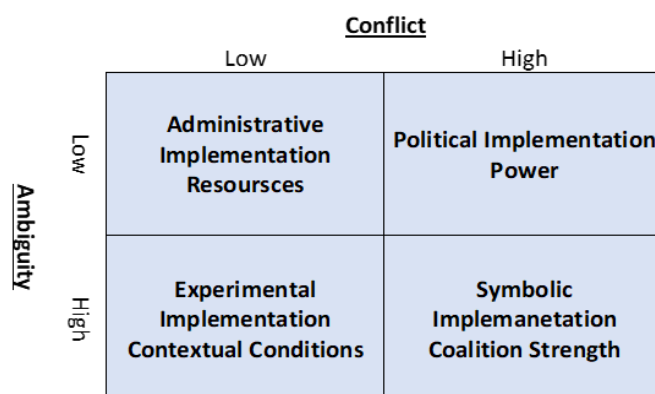 Conflict
Low High
Ambiguity
Low
Administrative
Implementation
Resoursces
Political Implementation
Power
High
Experimental
Implementation
Contextual Conditions
Symbolic
Implemanetation
Coalition Strength